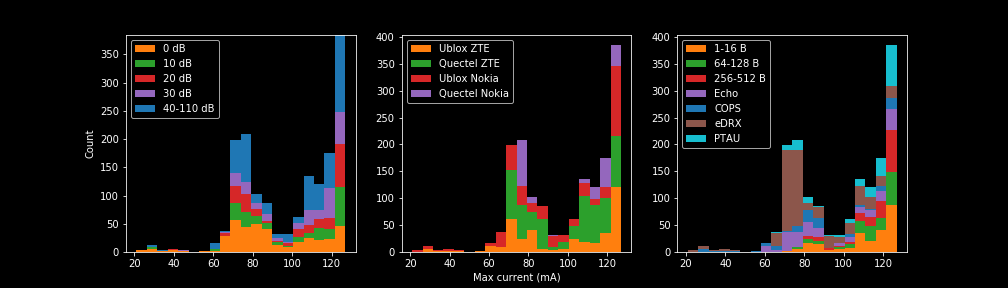 0 dB
10 dB
20 dB
30 dB
40-110 dB
Count
350
300
250
200
150
100
50
0
20 40 60 80 100 120
Ublox ZTE
Quectel ZTE
Ublox Nokia
Quectel Nokia
400
350
300
250
200
150
100
50
0
20 40 60 80 100 120
Max current (mA)
1-16 B
64-128 B
256-512 B
Echo
COPS
eDRX
PTAU
400
350
300
250
200
150
100
50
0
20 40 60 80 100 120